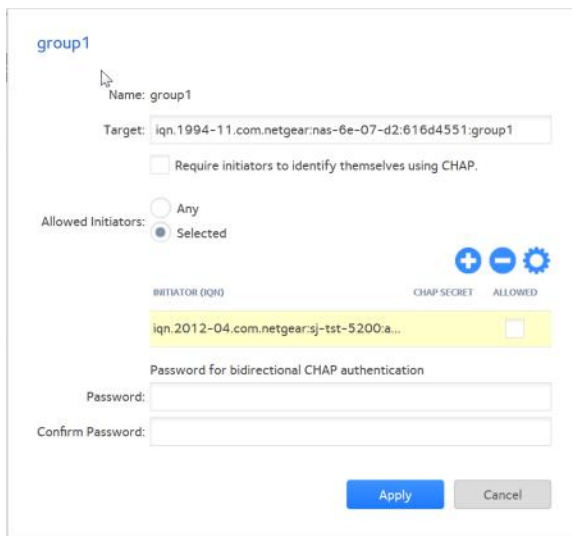 group1
Name: group1
Target: iqn.1994-11.com.netgear:nas-6e-07-d2:616d4551:group1
Require initiators to identify themselves using CHAP.
Allowed Initiators:
Any
Selected
INITIATOR (IQN) CHAP SECRET ALLOWED
iqn.2012-04.com.netgear:sj-tst-5200:a...
Password for bidirectional CHAP authentication
Password:
Confirm Password:
Apply Cancel